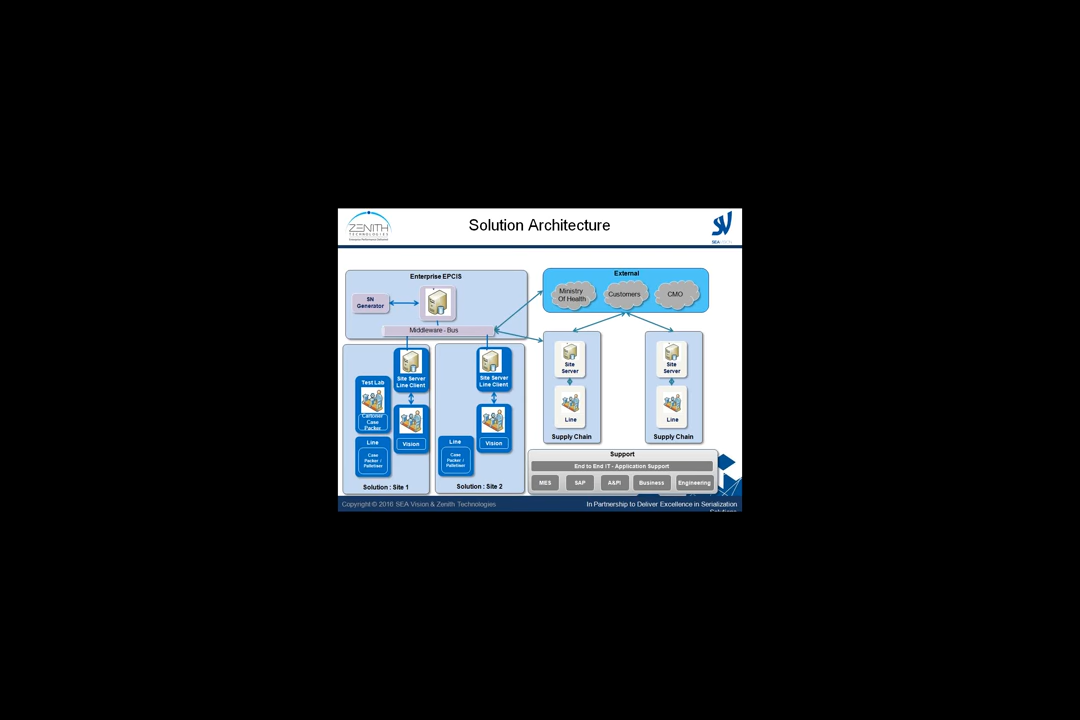 ZENITH
TECHNOLOGIES
Solution Architecture
SV
Enterprise EPCIS
SN
Generator
Middleware - Bus
External
Ministry
Of Health
Customers
CMO
Test Lab
Cartoner
Case
Packer
Line
Case
Packer /
Palletiser
Site Server
Line Client
Vision
Solution : Site 1
Site Server
Line Client
Line
Case
Packer /
Palletiser
Vision
Solution : Site 2
Site
Server
Line
Supply Chain
Site
Server
Line
Supply Chain
Support
End to End IT - Application Support
MES
SAP
A&PI
Business
Engineering
Copyright © 2016 SEA Vision & Zenith Technologies
In Partnership to Deliver Excellence in Serialization
Solutions